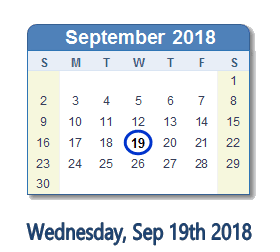 September 2018
S M T W T F S
1
2 3 4 5 6 7 8
9 10 11 12 13 14 15
16 17 18 19 20 21 22
23 24 25 26 27 28 29
30
Wednesday, Sep 19th 2018